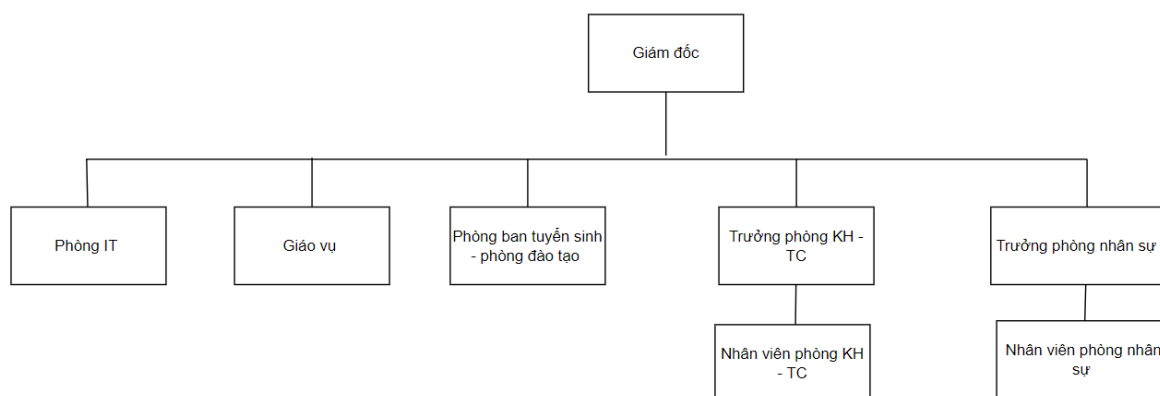 Giám đốc
Phòng IT
Giáo vụ
Phòng ban tuyển sinh
- phòng đào tạo
Trưởng phòng KH -
TC
Trưởng phòng nhân sự
Nhân viên phòng KH
- TC
Nhân viên phòng nhân
sự